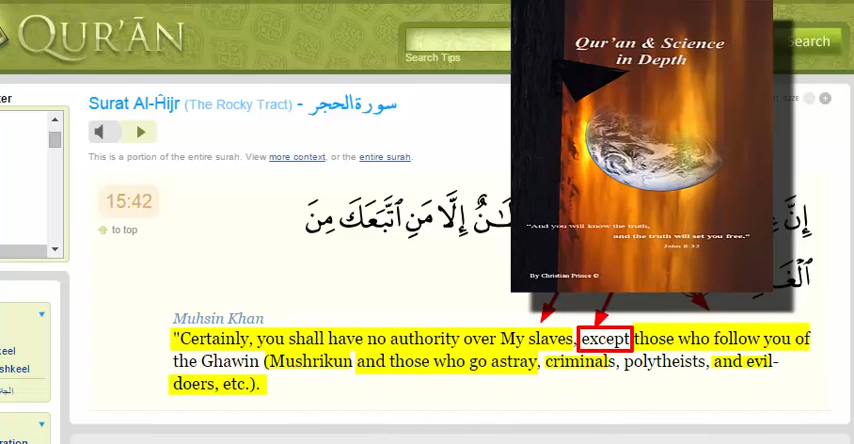 QUR'ĀN
Search Tips
Search
Surat Al-Ĥijr (The Rocky Tract) - سورة الحجر
This is a portion of the entire surah. View more context, or the entire surah.
15:42
to top
إِنَّ
ـطَـٰنٌ إِلَّا مَنِ ٱتَّبَعَكَ مِنَ
Muhsin Khan
"Certainly, you shall have no authority over My slaves, except those who follow you of
the Ghawin (Mushrikun and those who go astray, criminals, polytheists, and evil-
doers, etc.).
Qur'an & Science
in Depth
"And you will know the truth,
and the truth will set you free."
John 8:32
By Christian Prince ©